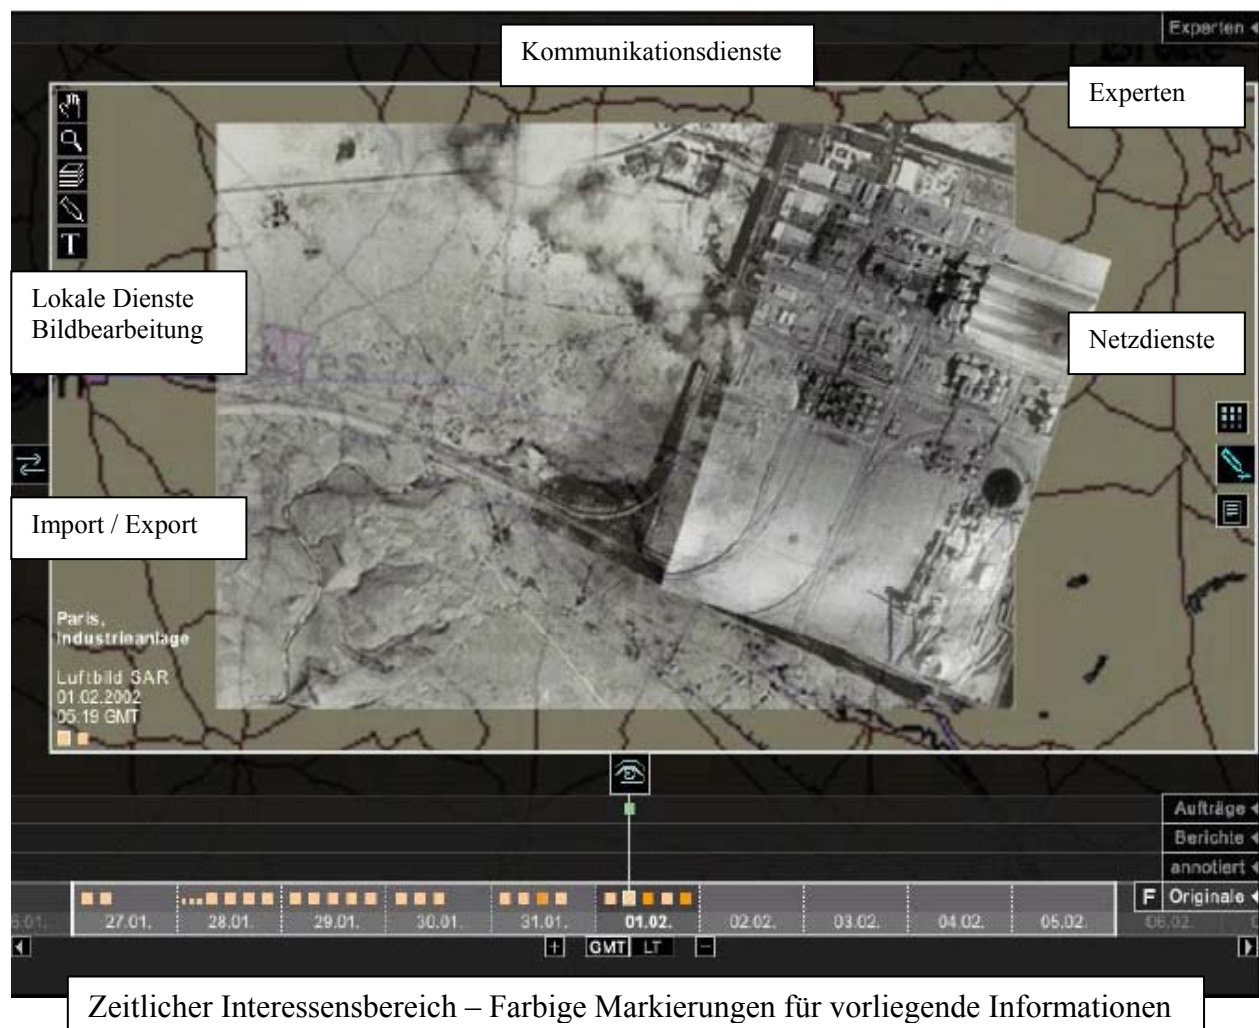 Experten
Kommunikationsdienste
Experten
T
Lokale Dienste
Bildbearbeitung
Netzdienste
Import / Export
Paris,
Industrieanlage
Luftbild SAR
01.02.2002
05:19 GMT
Aufträge
Berichte
annotiert
F Originale
27.01. 28.01. 29.01. 30.01. 31.01. 01.02. 02.02. 03.02. 04.02. 05.02. 06.02.
+ GMT LT −
Zeitlicher Interessensbereich – Farbige Markierungen für vorliegende Informationen